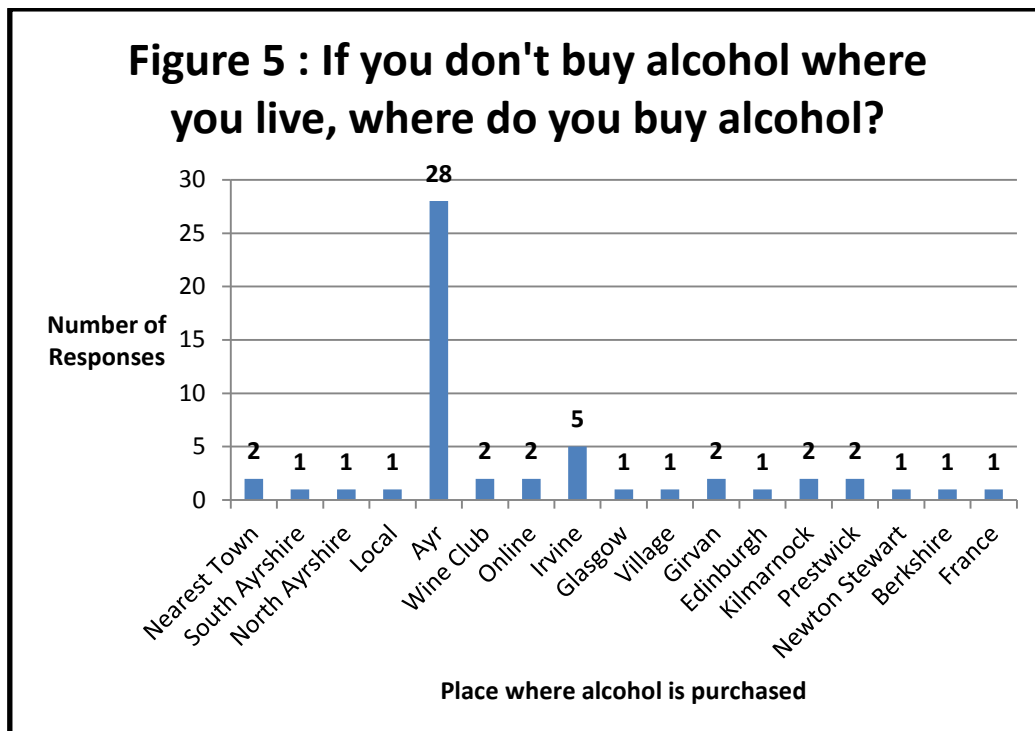 Figure 5 : If you don't buy alcohol where
you live, where do you buy alcohol?
30
25
20
15
10
5
0
Number of
Responses
2
1
1
1
28
2
2
5
1
1
2
1
2
2
1
1
1
Nearest Town
South Ayrshire
North Ayrshire
Local
Ayr
Wine Club
Online
Irvine
Glasgow
Village
Girvan
Edinburgh
Kilmarnock
Prestwick
Newton Stewart
Berkshire
France
Place where alcohol is purchased